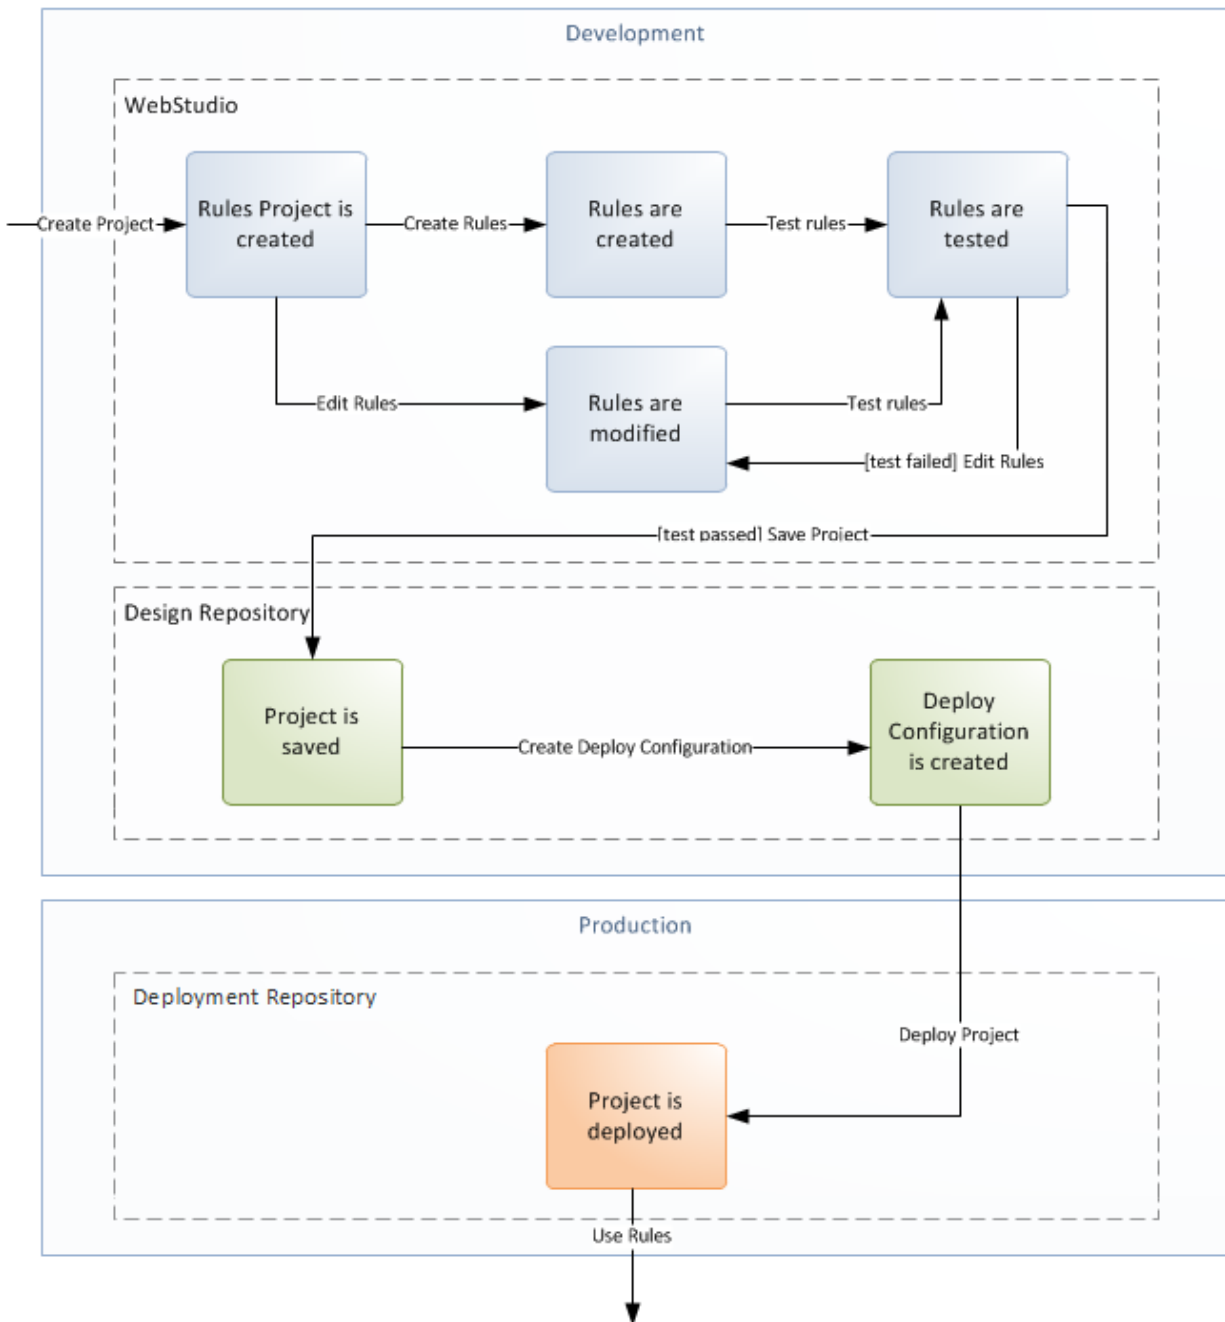 Development
WebStudio
Create Project
Rules Project is
created
Create Rules
Rules are
created
Test rules
Rules are
tested
Edit Rules
Rules are
modified
Test rules
[test failed] Edit Rules
[test passed] Save Project
Design Repository
Project is
saved
Create Deploy Configuration
Deploy
Configuration
is created
Production
Deployment Repository
Deploy Project
Project is
deployed
Use Rules